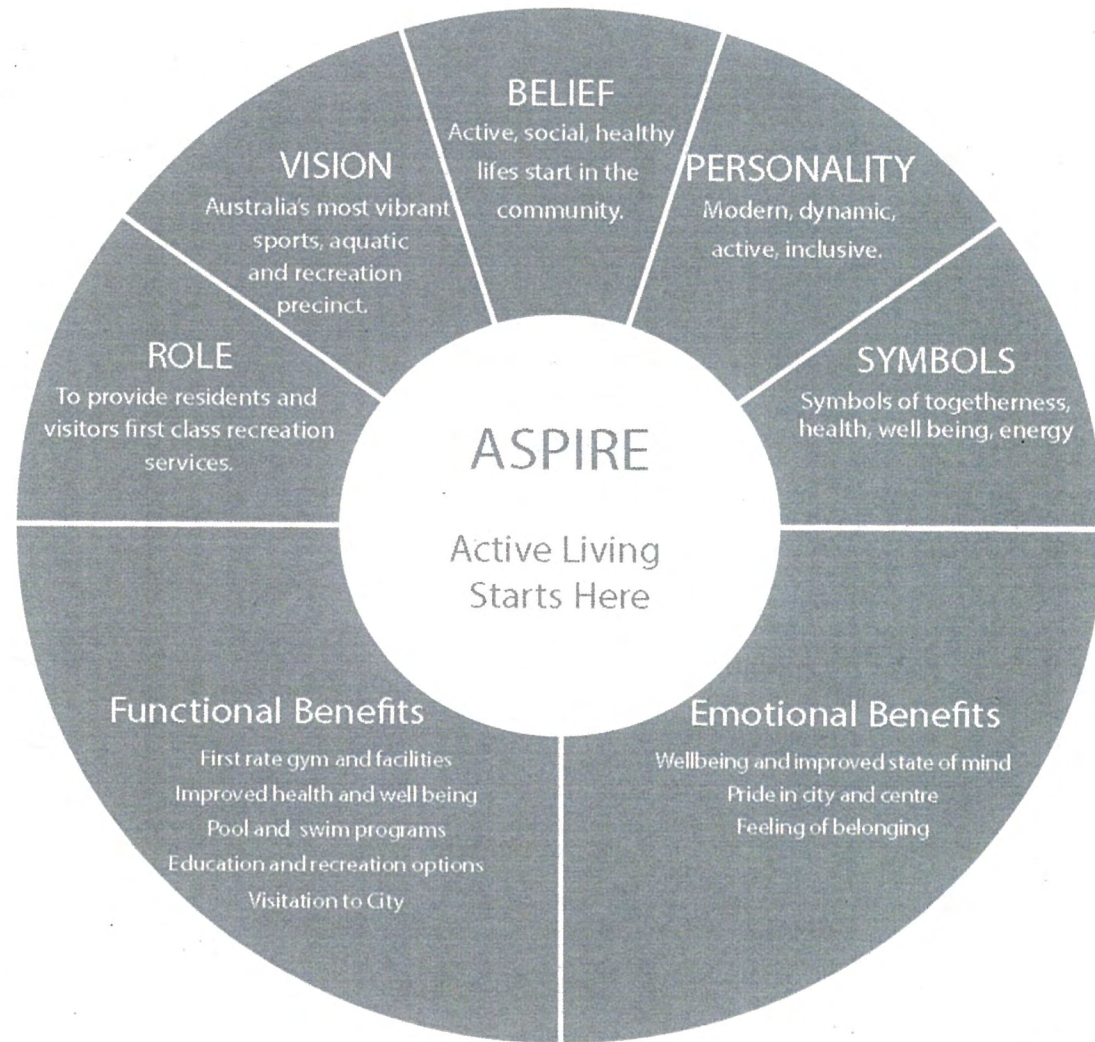 BELIEF
Active, social, healthy
lifes start in the
community.
VISION
Australia's most vibrant
sports, aquatic
and recreation
precinct.
PERSONALITY
Modern, dynamic,
active, inclusive.
ROLE
To provide residents and
visitors first class recreation
services.
SYMBOLS
Symbols of togetherness,
health, well being, energy
ASPIRE
Active Living
Starts Here
Functional Benefits
First rate gym and facilities
Improved health and well being
Pool and swim programs
Education and recreation options
Visitation to City
Emotional Benefits
Wellbeing and improved state of mind
Pride in city and centre
Feeling of belonging